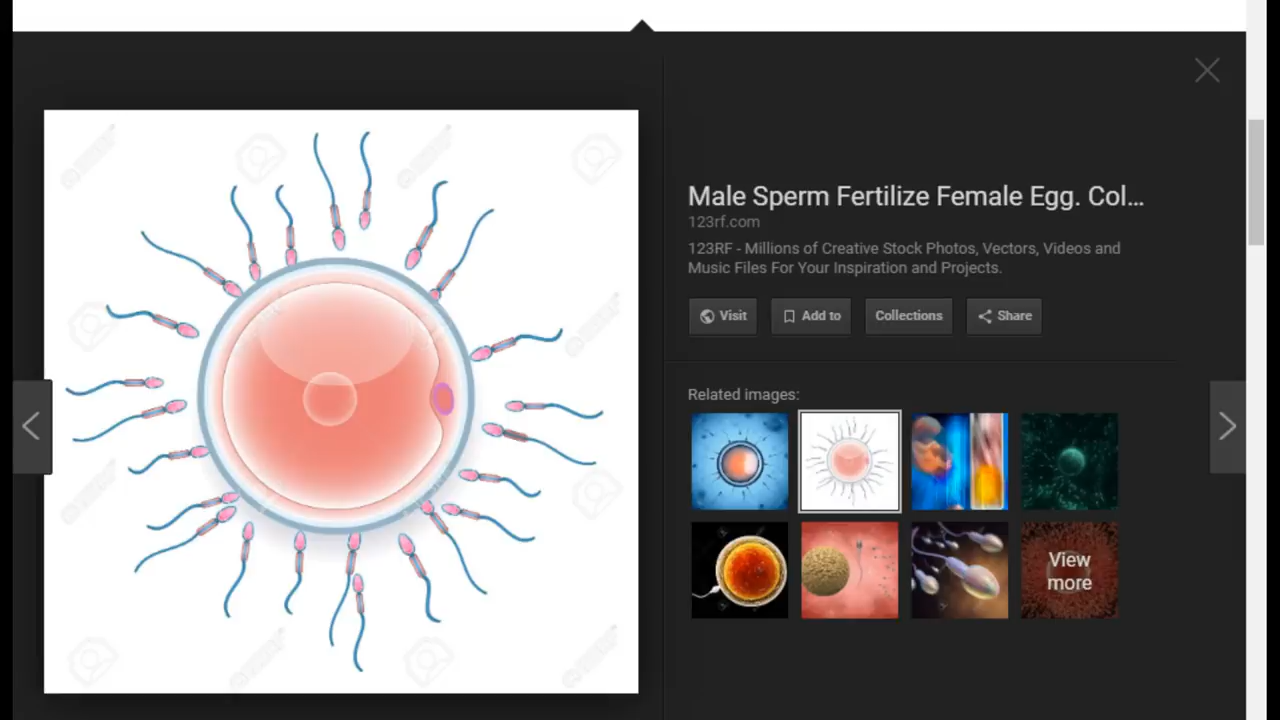 Male Sperm Fertilize Female Egg. Col...
123rf.com
123RF - Millions of Creative Stock Photos, Vectors, Videos and
Music Files For Your Inspiration and Projects.
Visit
Add to
Collections
Share
Related images:
View
more